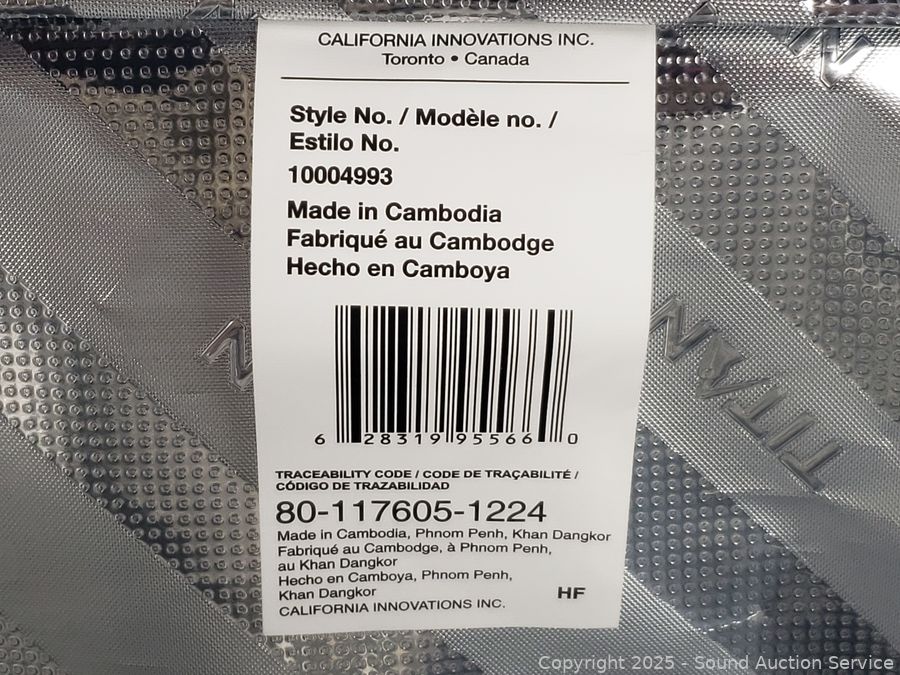 CALIFORNIA INNOVATIONS INC.
Toronto • Canada
Style No. / Modèle no. /
Estilo No.
10004993
Made in Cambodia
Fabriqué au Cambodge
Hecho en Camboya
6 28319 95566 0
TRACEABILITY CODE / CODE DE TRAÇABILITÉ /
CÓDIGO DE TRAZABILIDAD
80-117605-1224
Made in Cambodia, Phnom Penh, Khan Dangkor
Fabriqué au Cambodge, à Phnom Penh,
au Khan Dangkor
Hecho en Camboya, Phnom Penh,
Khan Dangkor
HF
CALIFORNIA INNOVATIONS INC.
TITAN
Copyright 2025 - Sound Auction Service